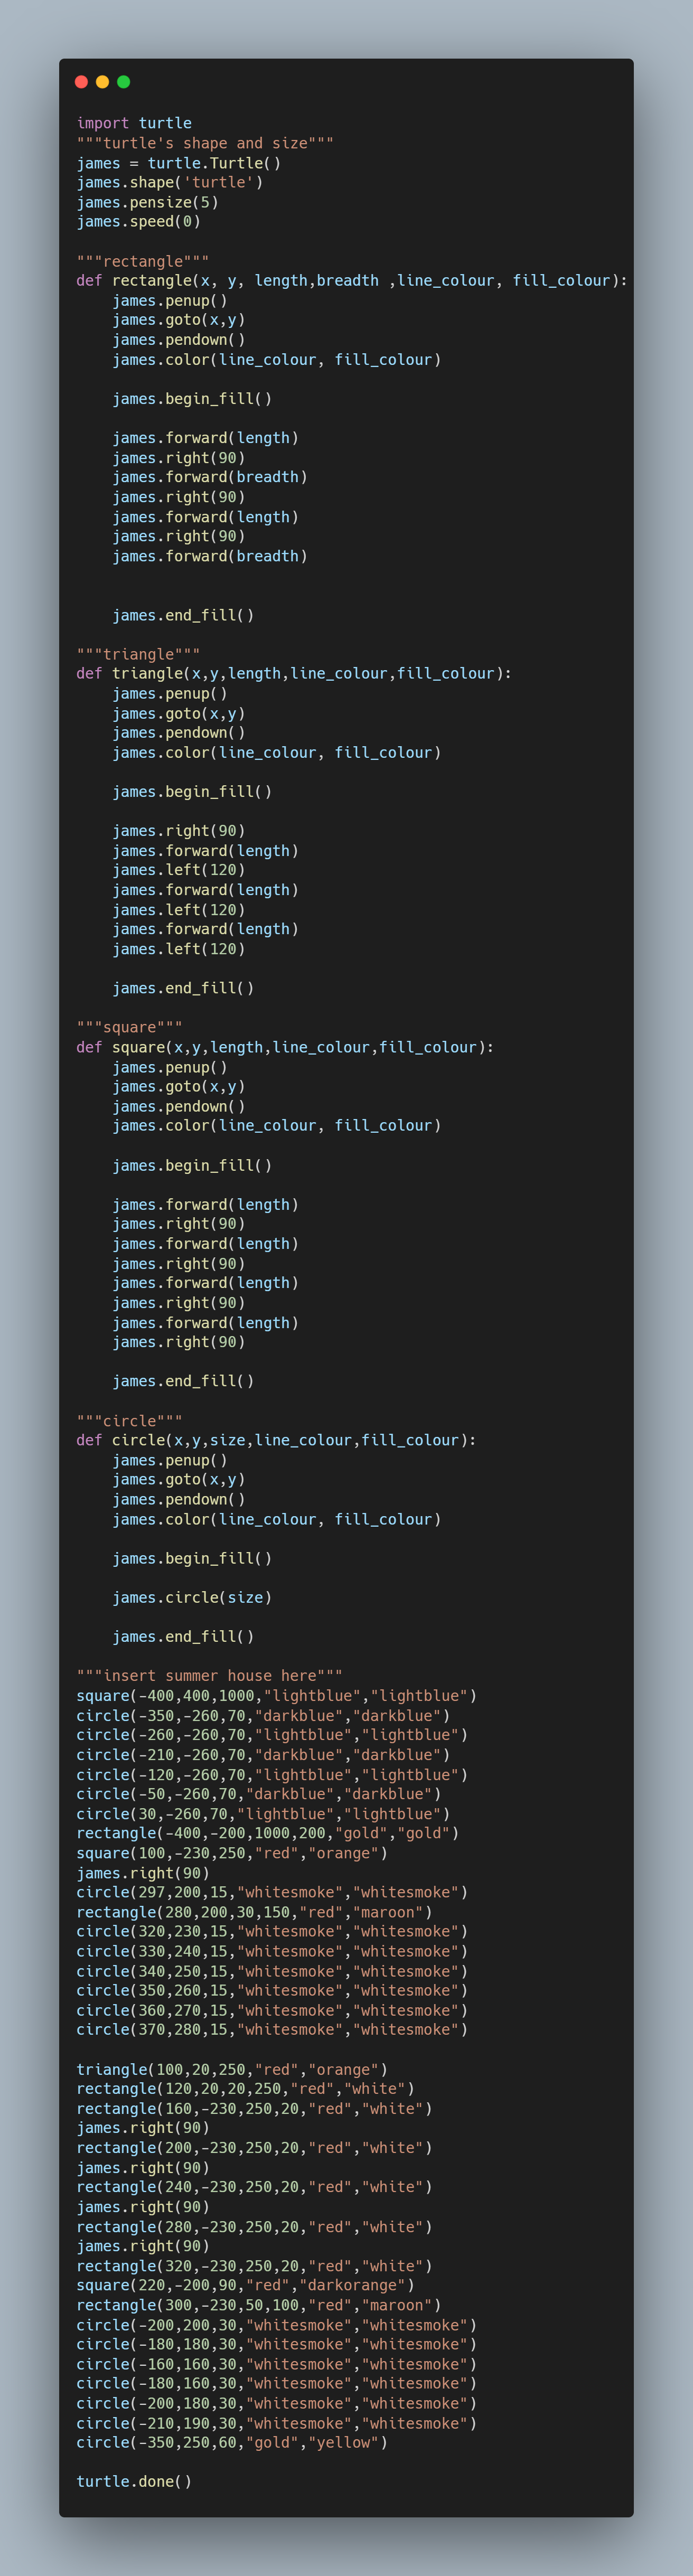 import turtle
"""turtle's shape and size"""
james = turtle.Turtle()
james.shape('turtle')
james.pensize(5)
james.speed(0)

"""rectangle"""
def rectangle(x, y, length,breadth ,line_colour, fill_colour):
    james.penup()
    james.goto(x,y)
    james.pendown()
    james.color(line_colour, fill_colour)

    james.begin_fill()

    james.forward(length)
    james.right(90)
    james.forward(breadth)
    james.right(90)
    james.forward(length)
    james.right(90)
    james.forward(breadth)


    james.end_fill()

"""triangle"""
def triangle(x,y,length,line_colour,fill_colour):
    james.penup()
    james.goto(x,y)
    james.pendown()
    james.color(line_colour, fill_colour)

    james.begin_fill()

    james.right(90)
    james.forward(length)
    james.left(120)
    james.forward(length)
    james.left(120)
    james.forward(length)
    james.left(120)

    james.end_fill()

"""square"""
def square(x,y,length,line_colour,fill_colour):
    james.penup()
    james.goto(x,y)
    james.pendown()
    james.color(line_colour, fill_colour)

    james.begin_fill()

    james.forward(length)
    james.right(90)
    james.forward(length)
    james.right(90)
    james.forward(length)
    james.right(90)
    james.forward(length)
    james.right(90)

    james.end_fill()

"""circle"""
def circle(x,y,size,line_colour,fill_colour):
    james.penup()
    james.goto(x,y)
    james.pendown()
    james.color(line_colour, fill_colour)

    james.begin_fill()

    james.circle(size)

    james.end_fill()

"""insert summer house here"""
square(-400,400,1000,"lightblue","lightblue")
circle(-350,-260,70,"darkblue","darkblue")
circle(-260,-260,70,"lightblue","lightblue")
circle(-210,-260,70,"darkblue","darkblue")
circle(-120,-260,70,"lightblue","lightblue")
circle(-50,-260,70,"darkblue","darkblue")
circle(30,-260,70,"lightblue","lightblue")
rectangle(-400,-200,1000,200,"gold","gold")
square(100,-230,250,"red","orange")
james.right(90)
circle(297,200,15,"whitesmoke","whitesmoke")
rectangle(280,200,30,150,"red","maroon")
circle(320,230,15,"whitesmoke","whitesmoke")
circle(330,240,15,"whitesmoke","whitesmoke")
circle(340,250,15,"whitesmoke","whitesmoke")
circle(350,260,15,"whitesmoke","whitesmoke")
circle(360,270,15,"whitesmoke","whitesmoke")
circle(370,280,15,"whitesmoke","whitesmoke")

triangle(100,20,250,"red","orange")
rectangle(120,20,20,250,"red","white")
rectangle(160,-230,250,20,"red","white")
james.right(90)
rectangle(200,-230,250,20,"red","white")
james.right(90)
rectangle(240,-230,250,20,"red","white")
james.right(90)
rectangle(280,-230,250,20,"red","white")
james.right(90)
rectangle(320,-230,250,20,"red","white")
square(220,-200,90,"red","darkorange")
rectangle(300,-230,50,100,"red","maroon")
circle(-200,200,30,"whitesmoke","whitesmoke")
circle(-180,180,30,"whitesmoke","whitesmoke")
circle(-160,160,30,"whitesmoke","whitesmoke")
circle(-180,160,30,"whitesmoke","whitesmoke")
circle(-200,180,30,"whitesmoke","whitesmoke")
circle(-210,190,30,"whitesmoke","whitesmoke")
circle(-350,250,60,"gold","yellow")

turtle.done()